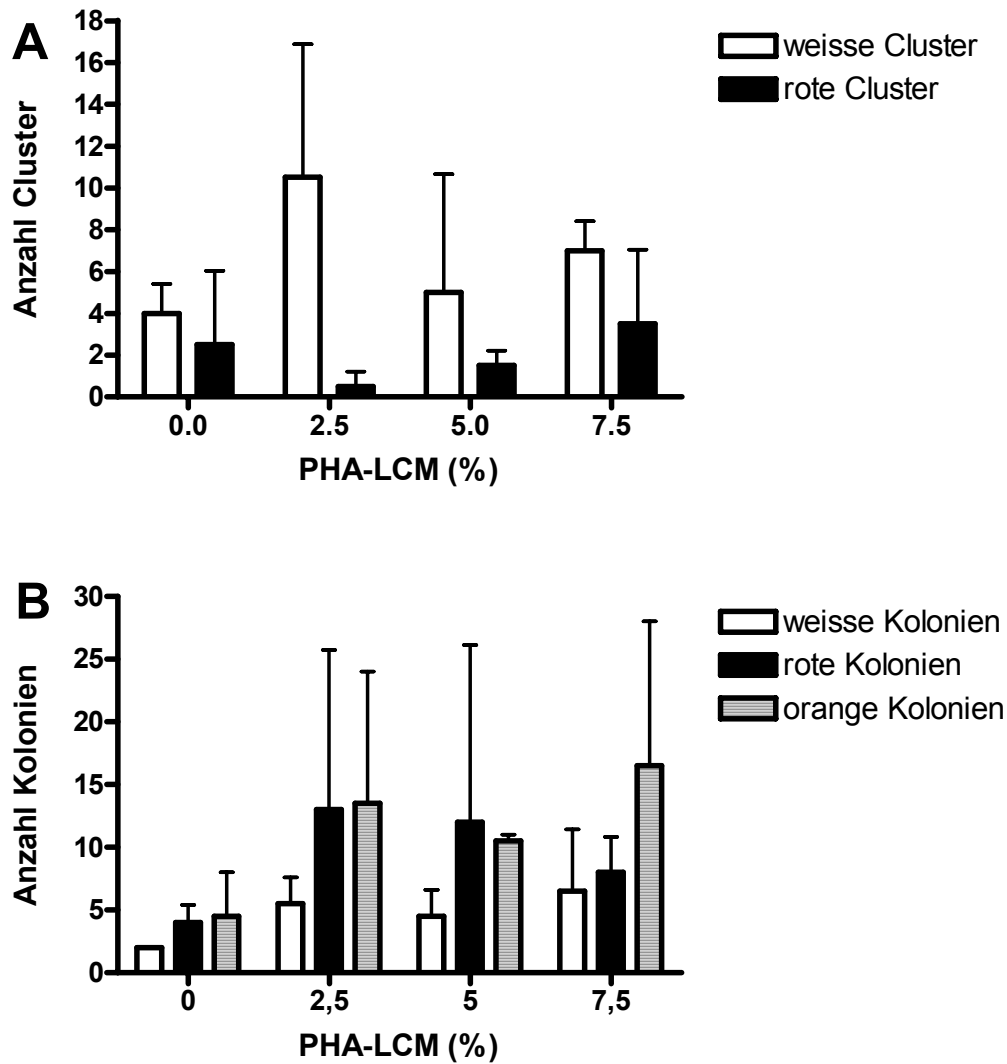 A
18
16
14
12
10
8
6
4
2
0
Anzahl Cluster
0.0 2.5 5.0 7.5
PHA-LCM (%)
weisse Cluster
rote Cluster
B
30
25
20
15
10
5
0
Anzahl Kolonien
0 2,5 5 7,5
PHA-LCM (%)
weisse Kolonien
rote Kolonien
orange Kolonien